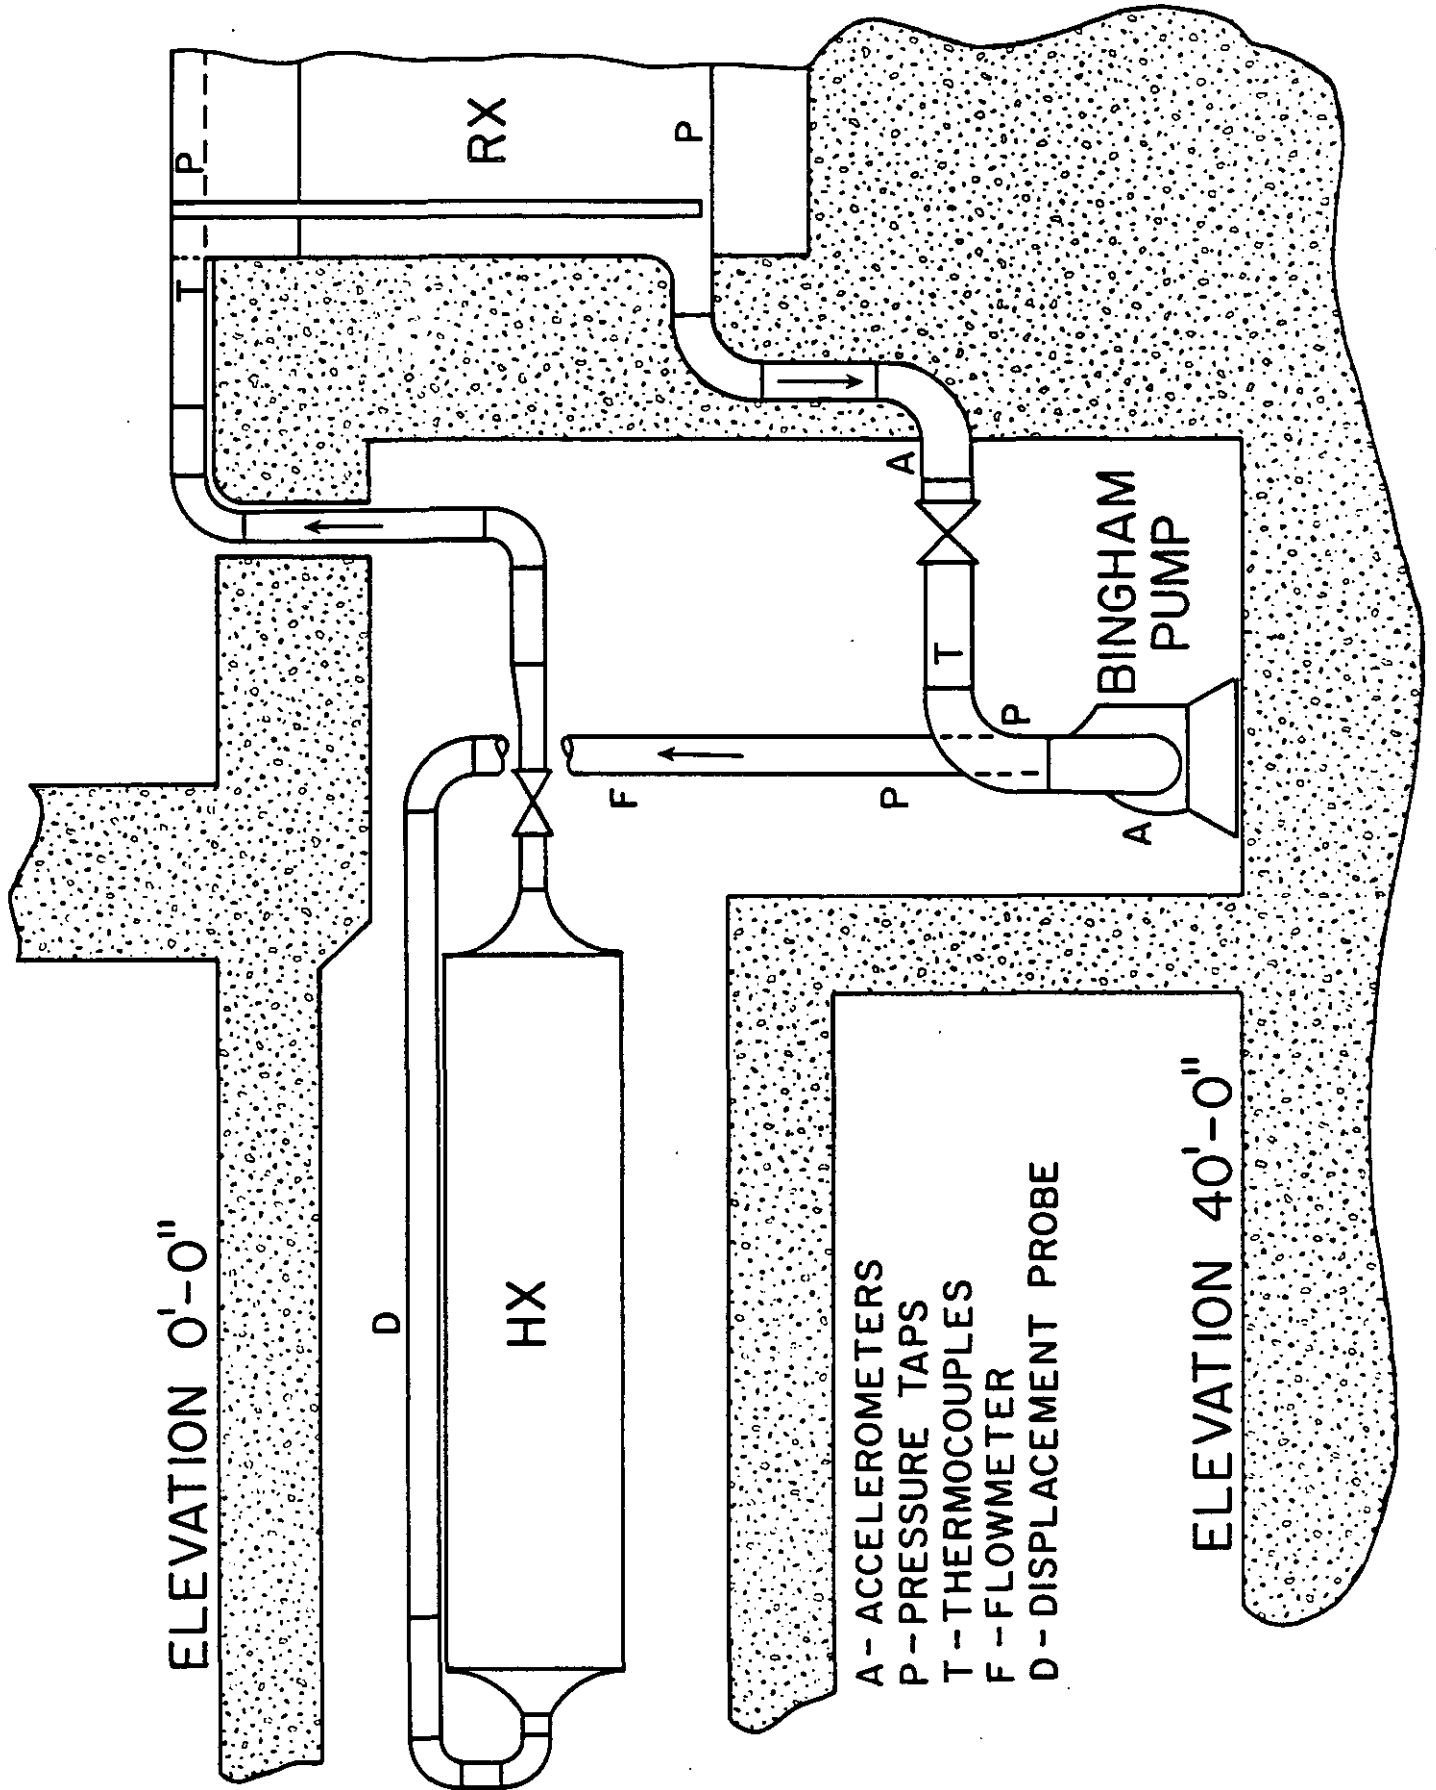 ELEVATION 0'-0"
P
T
RX
P
D
HX
F
A
P
T
P
A
BINGHAM
PUMP
A - ACCELEROMETERS
P - PRESSURE TAPS
T - THERMOCOUPLES
F - FLOWMETER
D - DISPLACEMENT PROBE
ELEVATION 40'-0"